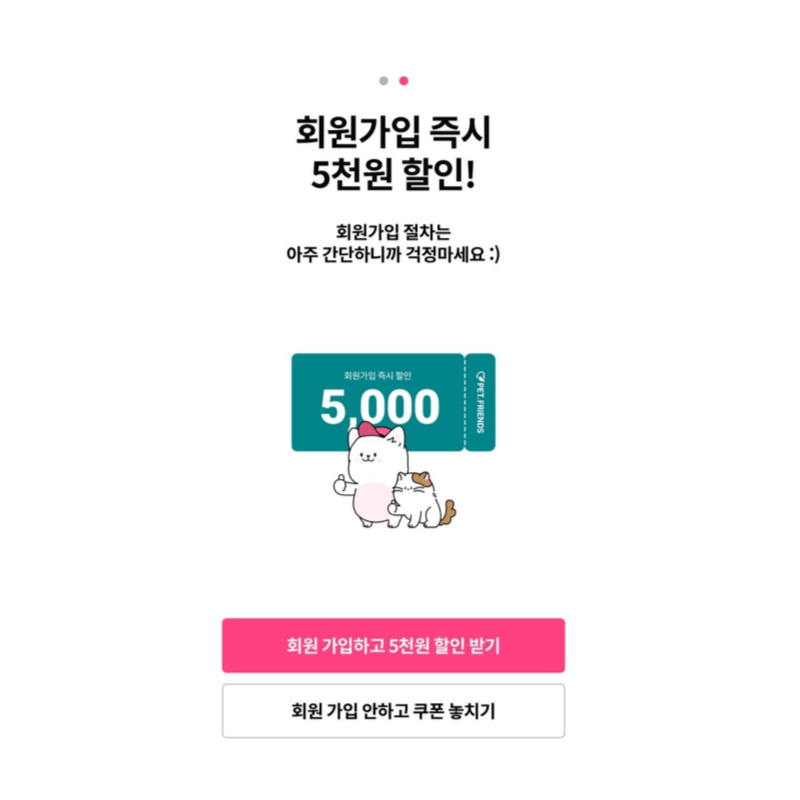 회원가입 즉시
5천원 할인!
회원가입 절차는
아주 간단하니까 걱정마세요 :)
회원가입 즉시 할인
5,000
PET.FRIENDS
회원 가입하고 5천원 할인 받기
회원 가입 안하고 쿠폰 놓치기